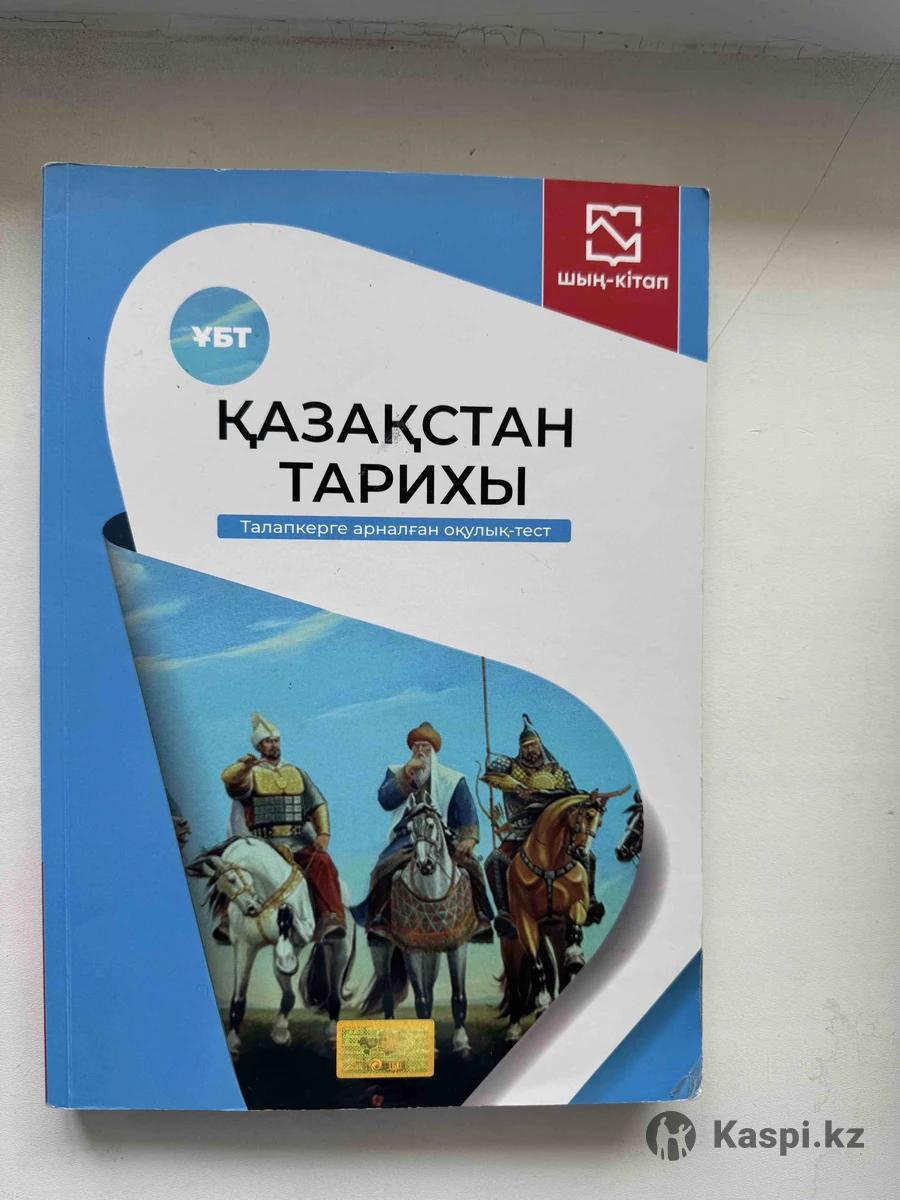 шың-кітап
ҰБТ
ҚАЗАҚСТАН
ТАРИХЫ
Талапкерге арналған оқулық-тест
Kaspi.kz